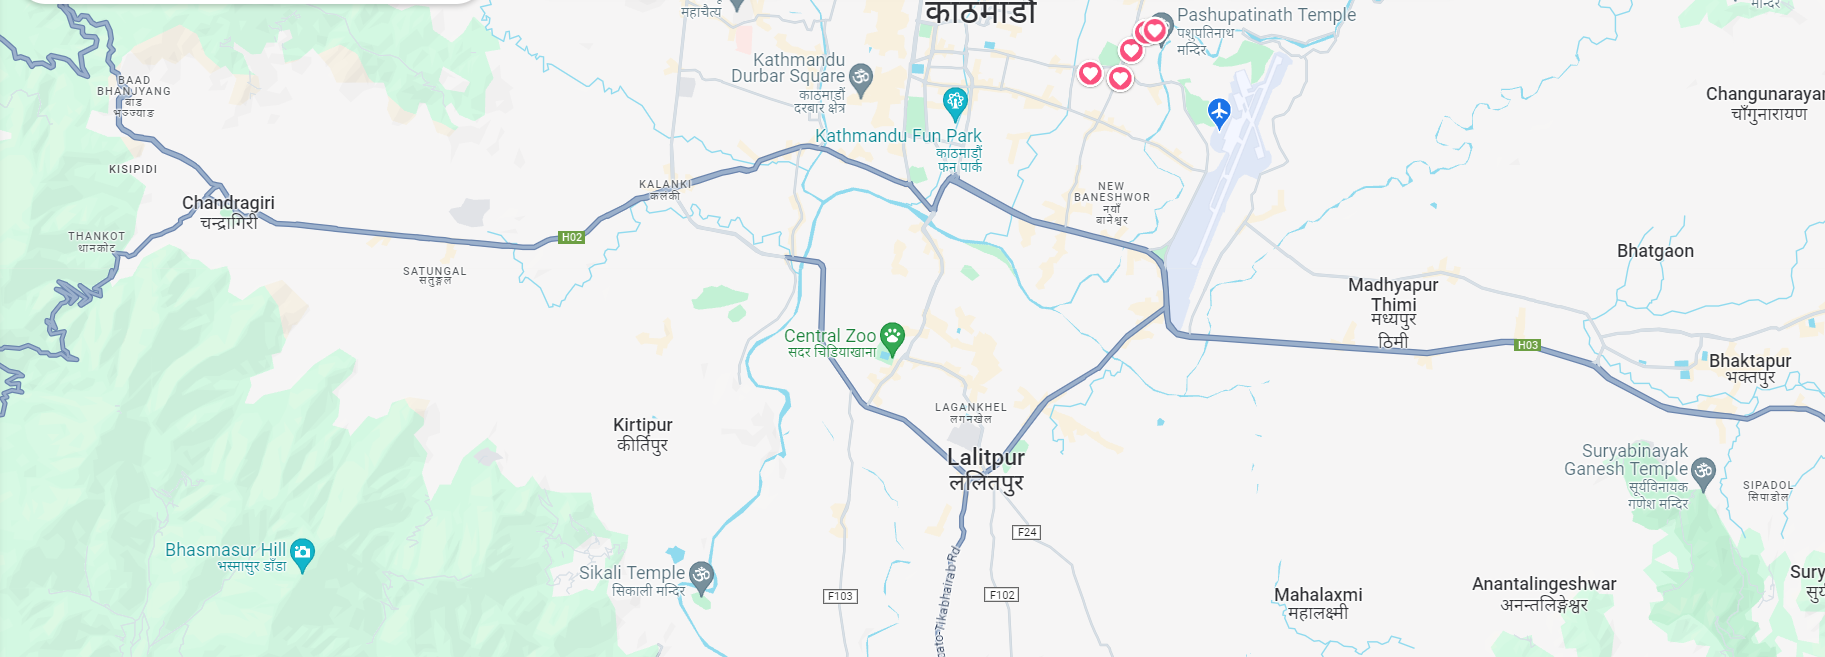 महाचैत्य
काठमाडौं
Pashupatinath Temple
पशुपतिनाथ
मन्दिर
मन्दिर
Kathmandu
Durbar Square
काठमाडौं
दरबार क्षेत्र
BAAD
BHANJYANG
बाड
भञ्ज्याङ
Changunarayan
चाँगुनारायण
Kathmandu Fun Park
काठमाडौं
फन पार्क
KISIPIDI
KALANKI
कलंकी
NEW
BANESHWOR
नयाँ
बानेश्वर
Chandragiri
चन्द्रागिरी
THANKOT
थानकोट
H02
SATUNGAL
सतुङ्गल
Bhatgaon
Madhyapur
Thimi
मध्यपुर
ठिमी
Central Zoo
सदर चिडियाखाना
H03
Bhaktapur
भक्तपुर
LAGANKHEL
लगनखेल
Kirtipur
कीर्तिपुर
Lalitpur
ललितपुर
Suryabinayak
Ganesh Temple
सूर्यविनायक
गणेश मन्दिर
SIPADOL
सिपाडोल
F24
Bhasmasur Hill
भस्मासुर डाँडा
Sikali Temple
सिकाली मन्दिर
F103
F102
Tikabhairab Rd
Mahalaxmi
महालक्ष्मी
Anantalingeshwar
अनन्तलिङ्गेश्वर